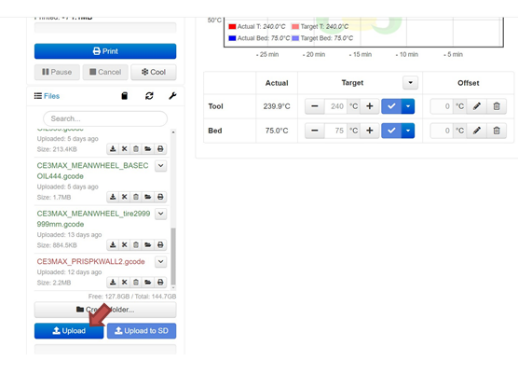 Print
Pause
Cancel
Cool
Files
Search...
Uploaded: 5 days ago
Size: 213.4KB
CE3MAX_MEANWHEEL_BASEC
OIL444.gcode
Uploaded: 5 days ago
Size: 1.7MB
CE3MAX_MEANWHEEL_tire2999
999mm.gcode
Uploaded: 13 days ago
Size: 884.5KB
CE3MAX_PRISPKWALL2.gcode
Uploaded: 12 days ago
Size: 2.2MB
Free: 127.8GB / Total: 144.7GB
Upload
Upload to SD
50°C
Actual T: 240.0°C
Target T: 240.0°C
Actual Bed: 75.0°C
Target Bed: 75.0°C
- 25 min
- 20 min
- 15 min
- 10 min
- 5 min
Actual
Target
Offset
Tool
239.9°C
240 °C
0 °C
Bed
75.0°C
75 °C
0 °C